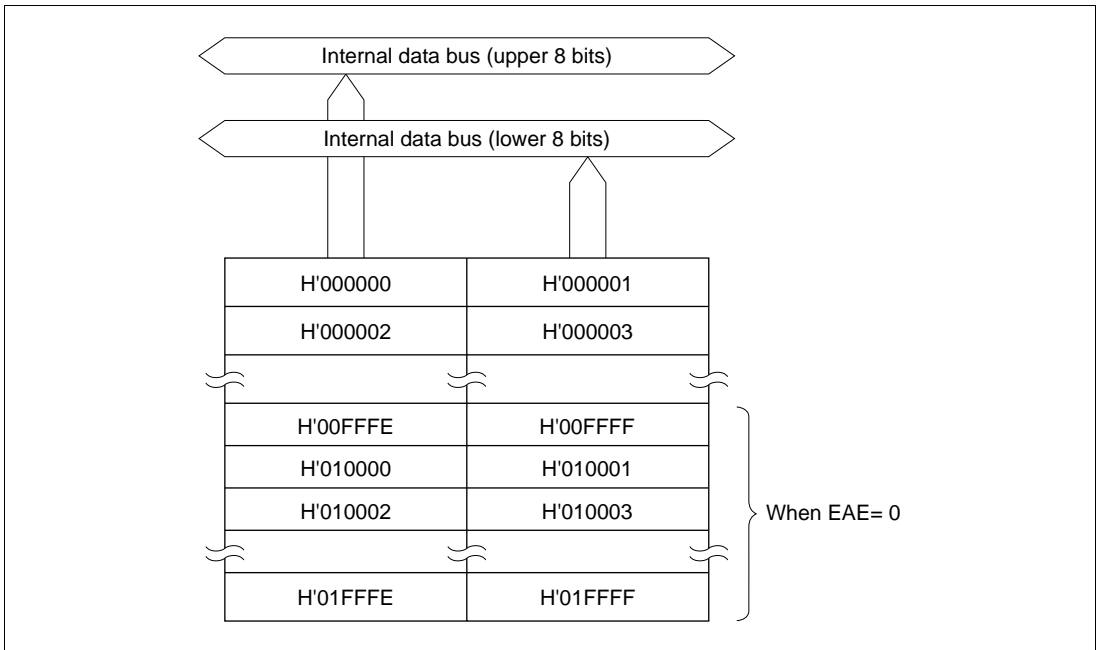 Internal data bus (upper 8 bits)
Internal data bus (lower 8 bits)
H'000000 H'000001
H'000002 H'000003
H'00FFFE H'00FFFF
H'010000 H'010001
H'010002 H'010003
When EAE= 0
H'01FFFE H'01FFFF